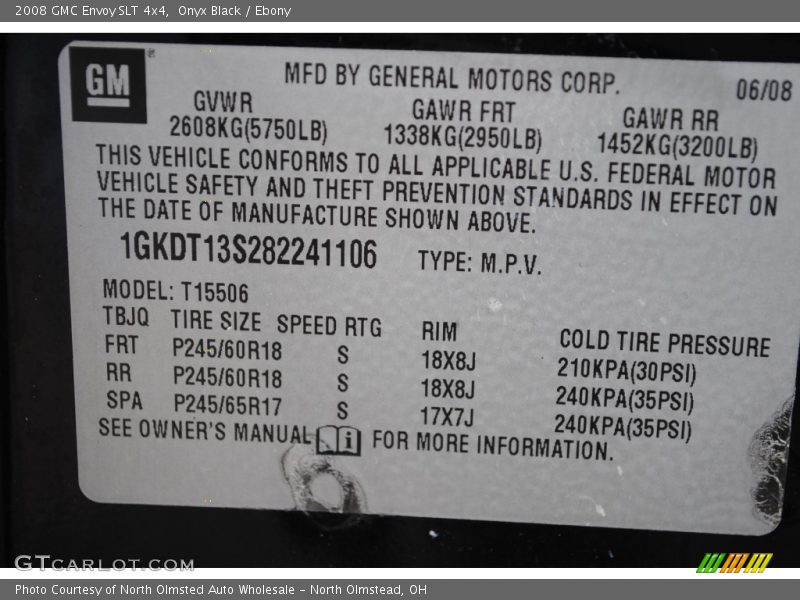 2008 GMC Envoy SLT 4x4, Onyx Black / Ebony
GM
MFD BY GENERAL MOTORS CORP. 06/08
GVWR GAWR FRT GAWR RR
2608KG(5750LB) 1338KG(2950LB) 1452KG(3200LB)
THIS VEHICLE CONFORMS TO ALL APPLICABLE U.S. FEDERAL MOTOR
VEHICLE SAFETY AND THEFT PREVENTION STANDARDS IN EFFECT ON
THE DATE OF MANUFACTURE SHOWN ABOVE.
1GKDT13S282241106 TYPE: M.P.V.
MODEL: T15506
TBJQ TIRE SIZE SPEED RTG RIM COLD TIRE PRESSURE
FRT P245/60R18 S 18X8J 210KPA(30PSI)
RR P245/60R18 S 18X8J 240KPA(35PSI)
SPA P245/65R17 S 17X7J 240KPA(35PSI)
SEE OWNER'S MANUAL i FOR MORE INFORMATION.
GTCARLOT.COM
Photo Courtesy of North Olmsted Auto Wholesale - North Olmstead, OH